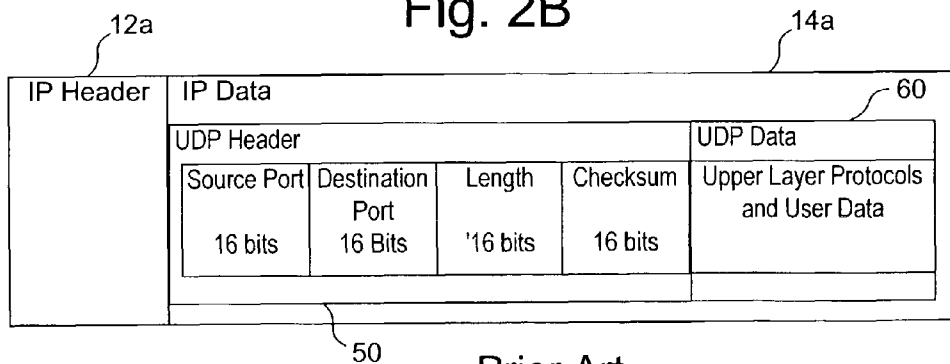 Fig. 2B
12a
14a
IP Header
IP Data
60
UDP Header
UDP Data
Source Port
16 bits
Destination
Port
16 Bits
Length
'16 bits
Checksum
16 bits
Upper Layer Protocols
and User Data
50
Prior Art